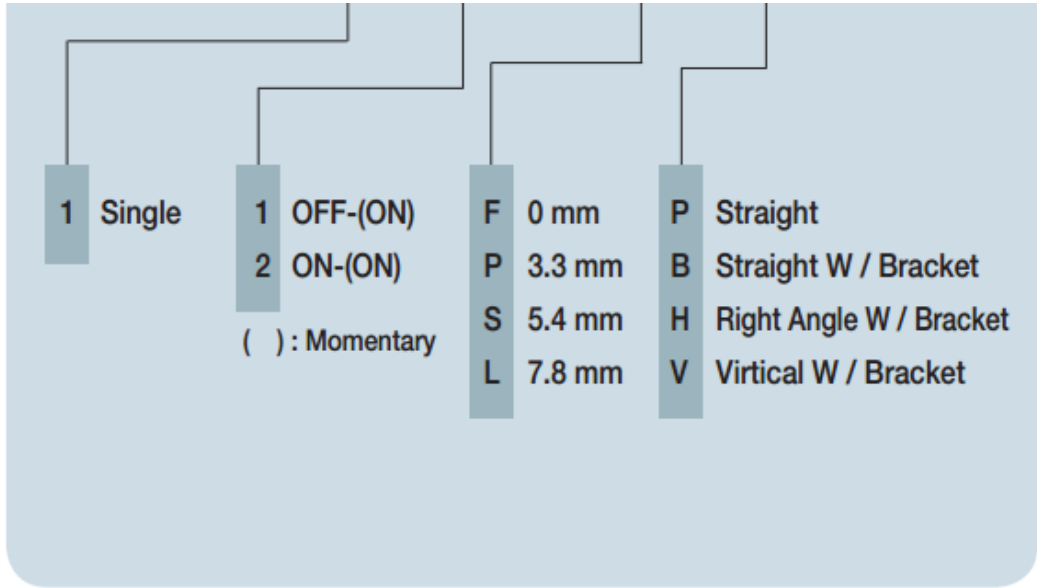 1 Single
1 OFF-(ON)
2 ON-(ON)
( ) : Momentary
F 0 mm
P 3.3 mm
S 5.4 mm
L 7.8 mm
P Straight
B Straight W / Bracket
H Right Angle W / Bracket
V Virtical W / Bracket